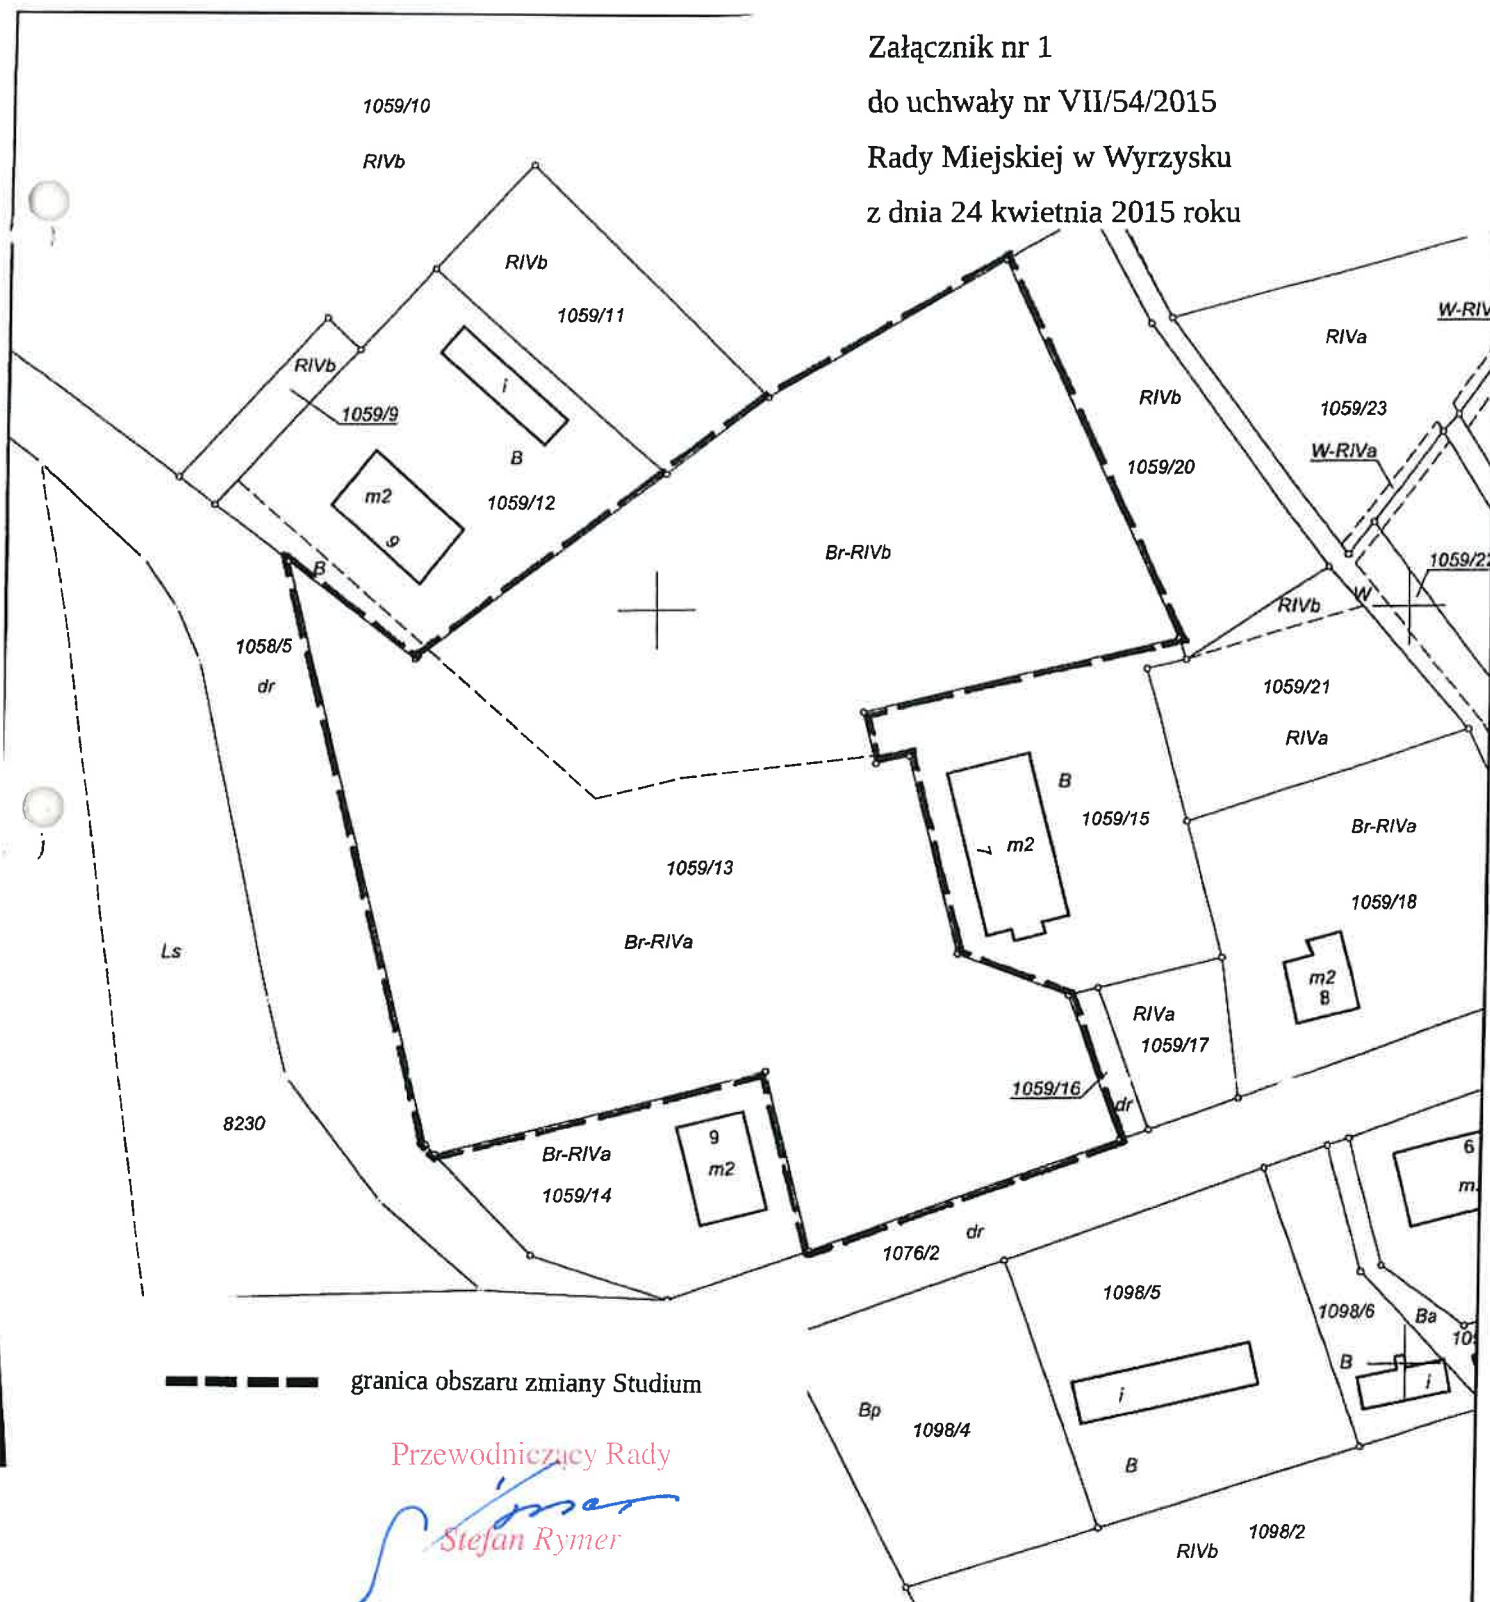 Załącznik nr 1
do uchwały nr VII/54/2015
Rady Miejskiej w Wyrzysku
z dnia 24 kwietnia 2015 roku
1059/10
RIVb
RIVb
1059/11
RIVb
1059/9
i
B
m2
9
1059/12
B
1058/5
dr
Br-RIVb
RIVb
1059/20
RIVa
1059/23
W-RIV
W-RIVa
1059/22
W
RIVb
1059/21
RIVa
B
1059/15
7
m2
Br-RIVa
1059/18
m2
8
1059/13
Br-RIVa
Ls
8230
RIVa
1059/17
1059/16
dr
Br-RIVa
1059/14
9
m2
dr
1076/2
6
m.
1098/5
1098/6
Ba
109
B
i
i
Bp
1098/4
B
1098/2
RIVb
granica obszaru zmiany Studium
Przewodniczący Rady
Stefan Rymer